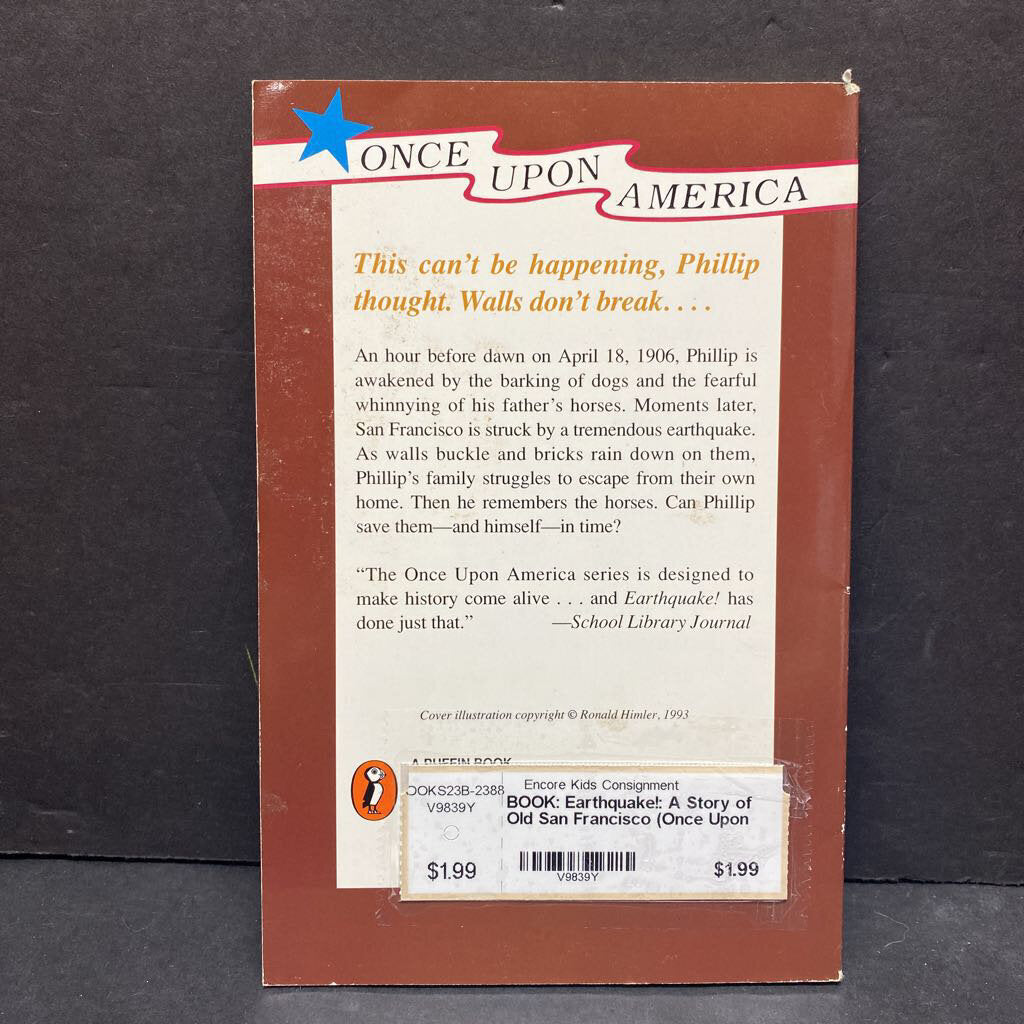 ONCE UPON AMERICA
This can't be happening, Phillip
thought. Walls don't break. . . .
An hour before dawn on April 18, 1906, Phillip is
awakened by the barking of dogs and the fearful
whinnying of his father's horses. Moments later,
San Francisco is struck by a tremendous earthquake.
As walls buckle and bricks rain down on them,
Phillip's family struggles to escape from their own
home. Then he remembers the horses. Can Phillip
save them—and himself—in time?
“The Once Upon America series is designed to
make history come alive . . . and Earthquake! has
done just that.” —School Library Journal
Cover illustration copyright © Ronald Himler, 1993
A PUFFIN BOOK
OOKS23B-2388
V9839Y
$1.99
Encore Kids Consignment
BOOK: Earthquake!: A Story of
Old San Francisco (Once Upon
V9839Y
$1.99